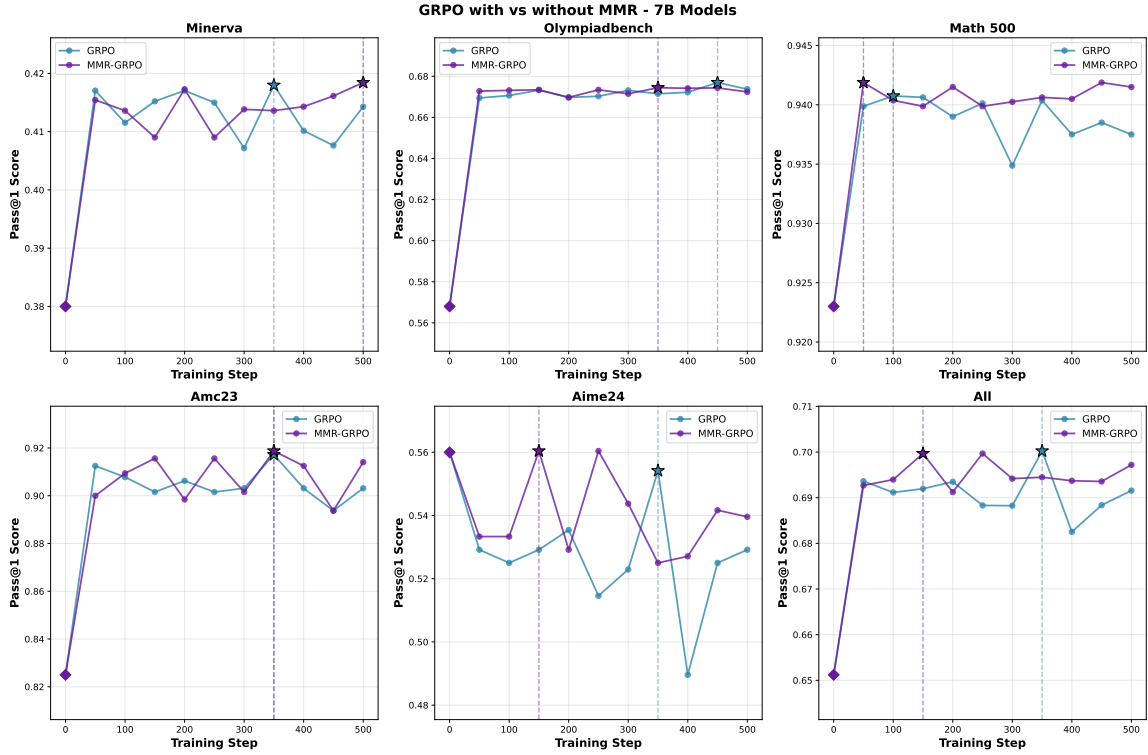 GRPO with vs without MMR - 7B Models
Minerva
GRPO
MMR-GRPO
Pass@1 Score
0.42
0.41
0.40
0.39
0.38
0 100 200 300 400 500
Training Step
Olympiadbench
GRPO
MMR-GRPO
Pass@1 Score
0.68
0.66
0.64
0.62
0.60
0.58
0.56
0 100 200 300 400 500
Training Step
Math 500
GRPO
MMR-GRPO
Pass@1 Score
0.945
0.940
0.935
0.930
0.925
0.920
0 100 200 300 400 500
Training Step
Amc23
GRPO
MMR-GRPO
Pass@1 Score
0.92
0.90
0.88
0.86
0.84
0.82
0 100 200 300 400 500
Training Step
Aime24
GRPO
MMR-GRPO
Pass@1 Score
0.56
0.54
0.52
0.50
0.48
0 100 200 300 400 500
Training Step
All
GRPO
MMR-GRPO
Pass@1 Score
0.71
0.70
0.69
0.68
0.67
0.66
0.65
0 100 200 300 400 500
Training Step